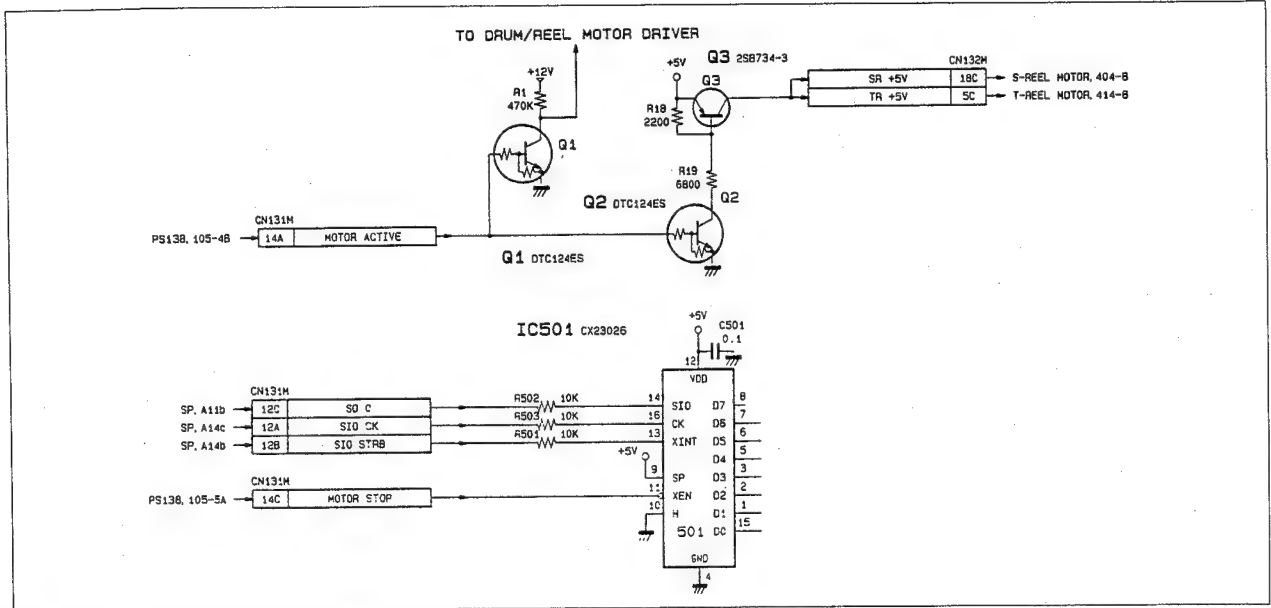 TO DRUM/REEL MOTOR DRIVER
Q3 2SB734-3
+12V
+5V
Q3
CN132M
SR +5V 18C S-REEL MOTOR, 404-B
TR +5V 5C T-REEL MOTOR, 414-B
R1
470K
R18
2200
Q1
R19
6800
Q2
Q2 DTC124ES
CN131M
PS138, 105-4B 14A MOTOR ACTIVE
Q1 DTC124ES
IC501 CX23026
+5V
C501
0.1
12
VDD
CN131M
SP, A11b 12C SO C R502 10K 14 SIO D7 8
SP, A14c 12A SIO CK R503 10K 16 CK D6 7
SP, A14b 12B SIO STRB R501 10K 13 XINT D5 6
D4 5
+5V 9 SP D3 3
CN131M
PS138, 105-5A 14C MOTOR STOP 11 XEN D2 2
10 H D1 1
501 DC 15
GND
4